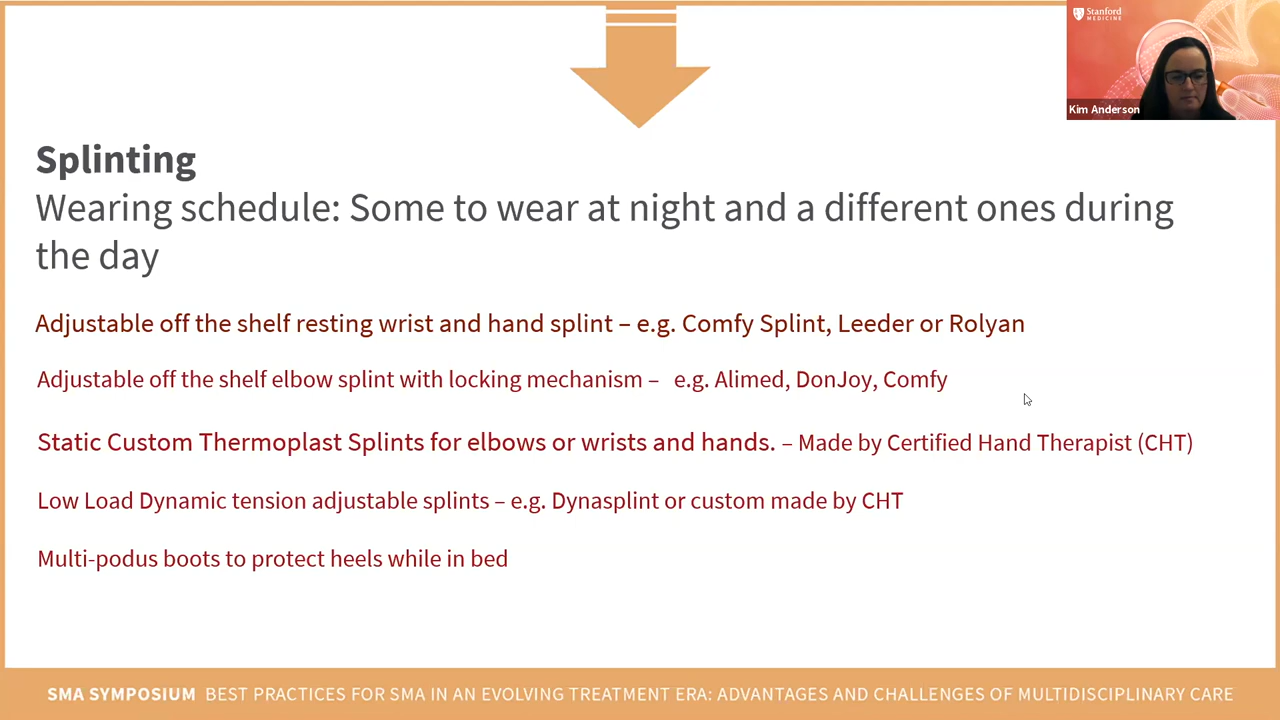 Stanford
MEDICINE
Kim Anderson
Splinting
Wearing schedule: Some to wear at night and a different ones during
the day
Adjustable off the shelf resting wrist and hand splint – e.g. Comfy Splint, Leeder or Rolyan
Adjustable off the shelf elbow splint with locking mechanism – e.g. Alimed, DonJoy, Comfy
Static Custom Thermoplast Splints for elbows or wrists and hands. – Made by Certified Hand Therapist (CHT)
Low Load Dynamic tension adjustable splints – e.g. Dynasplint or custom made by CHT
Multi-podus boots to protect heels while in bed
SMA SYMPOSIUM BEST PRACTICES FOR SMA IN AN EVOLVING TREATMENT ERA: ADVANTAGES AND CHALLENGES OF MULTIDISCIPLINARY CARE